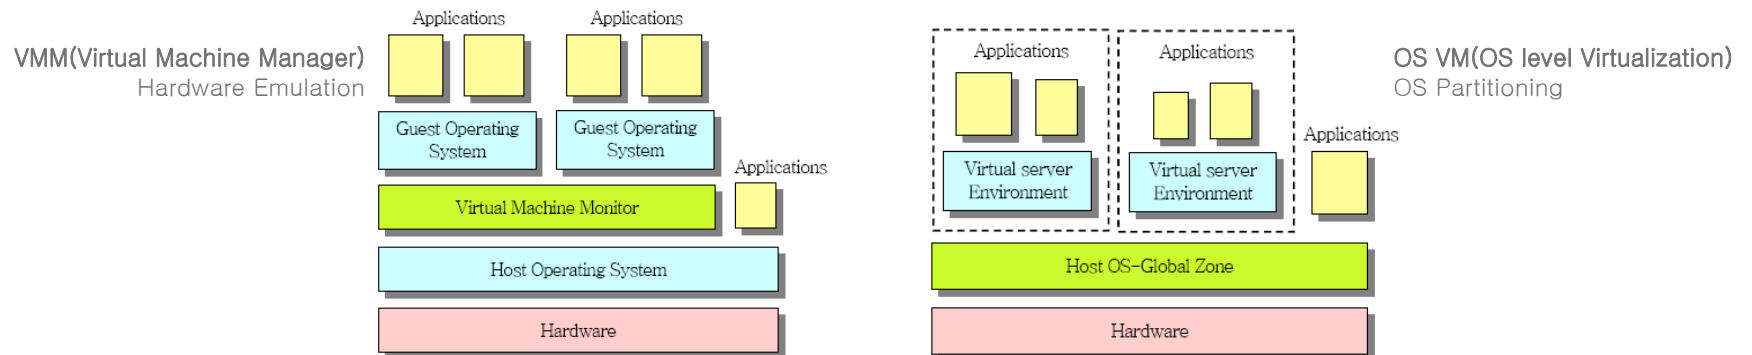 VMM(Virtual Machine Manager)
Hardware Emulation
Applications
Applications
Guest Operating
System
Guest Operating
System
Applications
Virtual Machine Monitor
Host Operating System
Hardware
Applications
Applications
Virtual server
Environment
Virtual server
Environment
Applications
Host OS-Global Zone
Hardware
OS VM(OS level Virtualization)
OS Partitioning